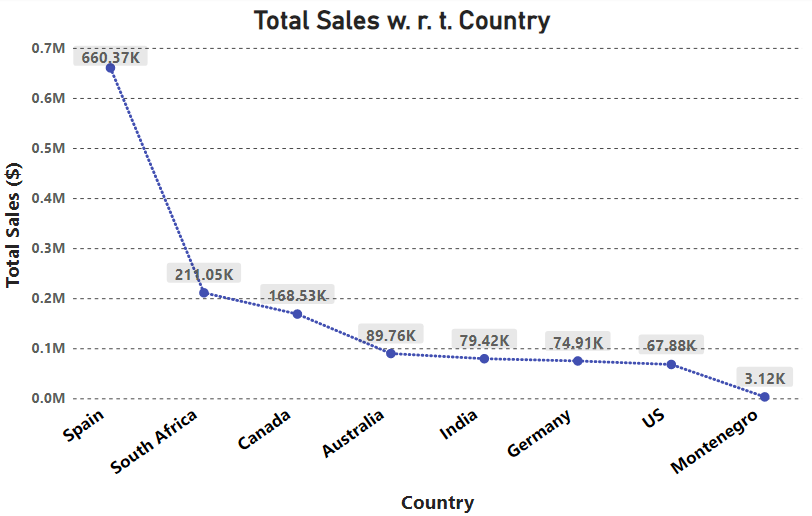 Total Sales w. r. t. Country
0.7M
0.6M
0.5M
0.4M
0.3M
0.2M
0.1M
0.0M
Total Sales ($)
660.37K
211.05K
168.53K
89.76K
79.42K
74.91K
67.88K
3.12K
Spain
South Africa
Canada
Australia
India
Germany
US
Montenegro
Country